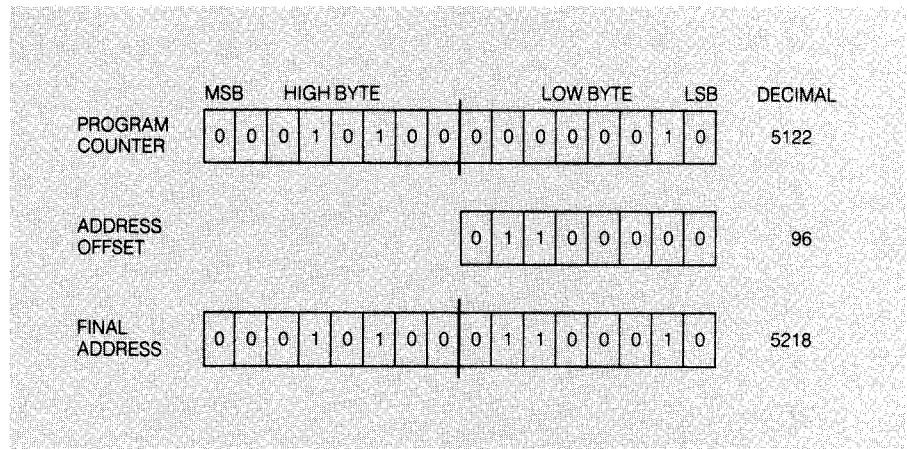 MSB HIGH BYTE LOW BYTE LSB DECIMAL
PROGRAM
COUNTER
0 0 0 1 0 1 0 0 0 0 0 0 0 0 1 0 5122
ADDRESS
OFFSET
0 1 1 0 0 0 0 0 96
FINAL
ADDRESS
0 0 0 1 0 1 0 0 0 1 1 0 0 0 1 0 5218